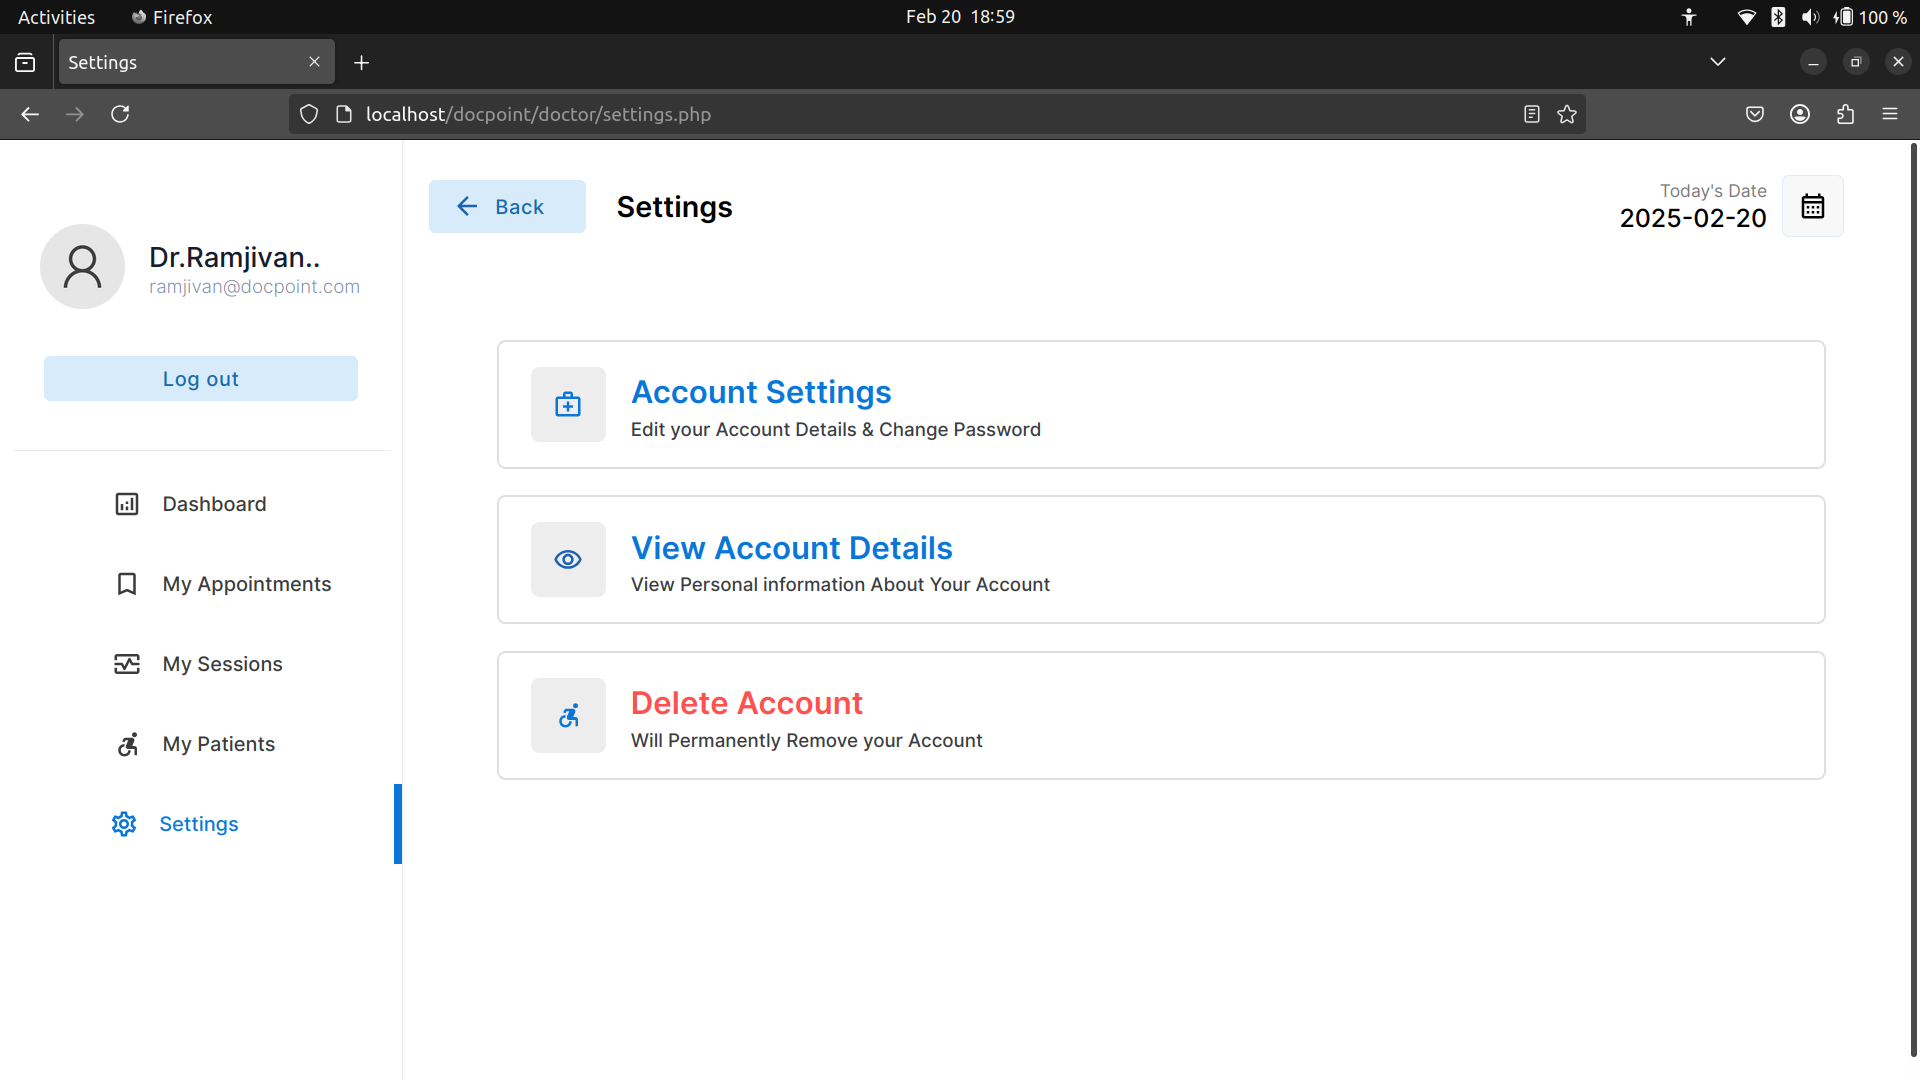 Activities
Firefox
Feb 20 18:59
100 %
Settings
localhost/docpoint/doctor/settings.php
Dr.Ramjivan..
ramjivan@docpoint.com
Log out
Dashboard
My Appointments
My Sessions
My Patients
Settings
Back
Settings
Today's Date
2025-02-20
Account Settings
Edit your Account Details & Change Password
View Account Details
View Personal information About Your Account
Delete Account
Will Permanently Remove your Account